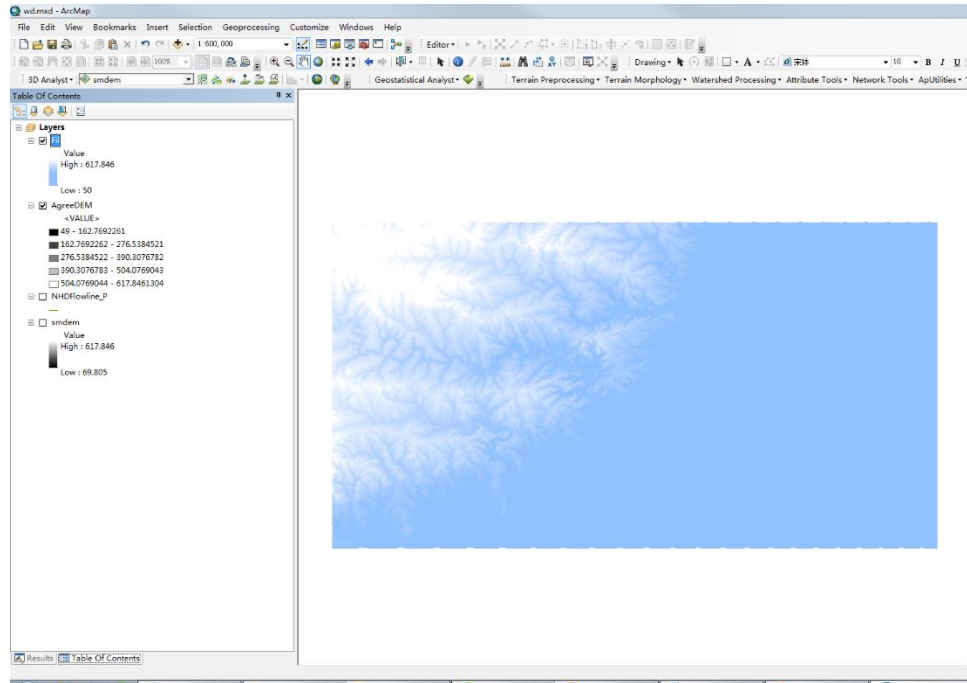 wd.mxd - ArcMap
File Edit View Bookmarks Insert Selection Geoprocessing Customize Windows Help
1:600,000
Editor
100%
Drawing
A
宋体
10
B I U
3D Analyst
smdem
Geostatistical Analyst
Terrain Preprocessing
Terrain Morphology
Watershed Processing
Attribute Tools
Network Tools
ApUtilities
Table Of Contents
Layers
Value
High : 617.846
Low : 50
AgreeDEM
<VALUE>
49 - 162.7692261
162.7692262 - 276.5384521
276.5384522 - 390.3076782
390.3076783 - 504.0769043
504.0769044 - 617.8461304
NHDFlowline_P
smdem
Value
High : 617.846
Low : 69.805
Results
Table Of Contents